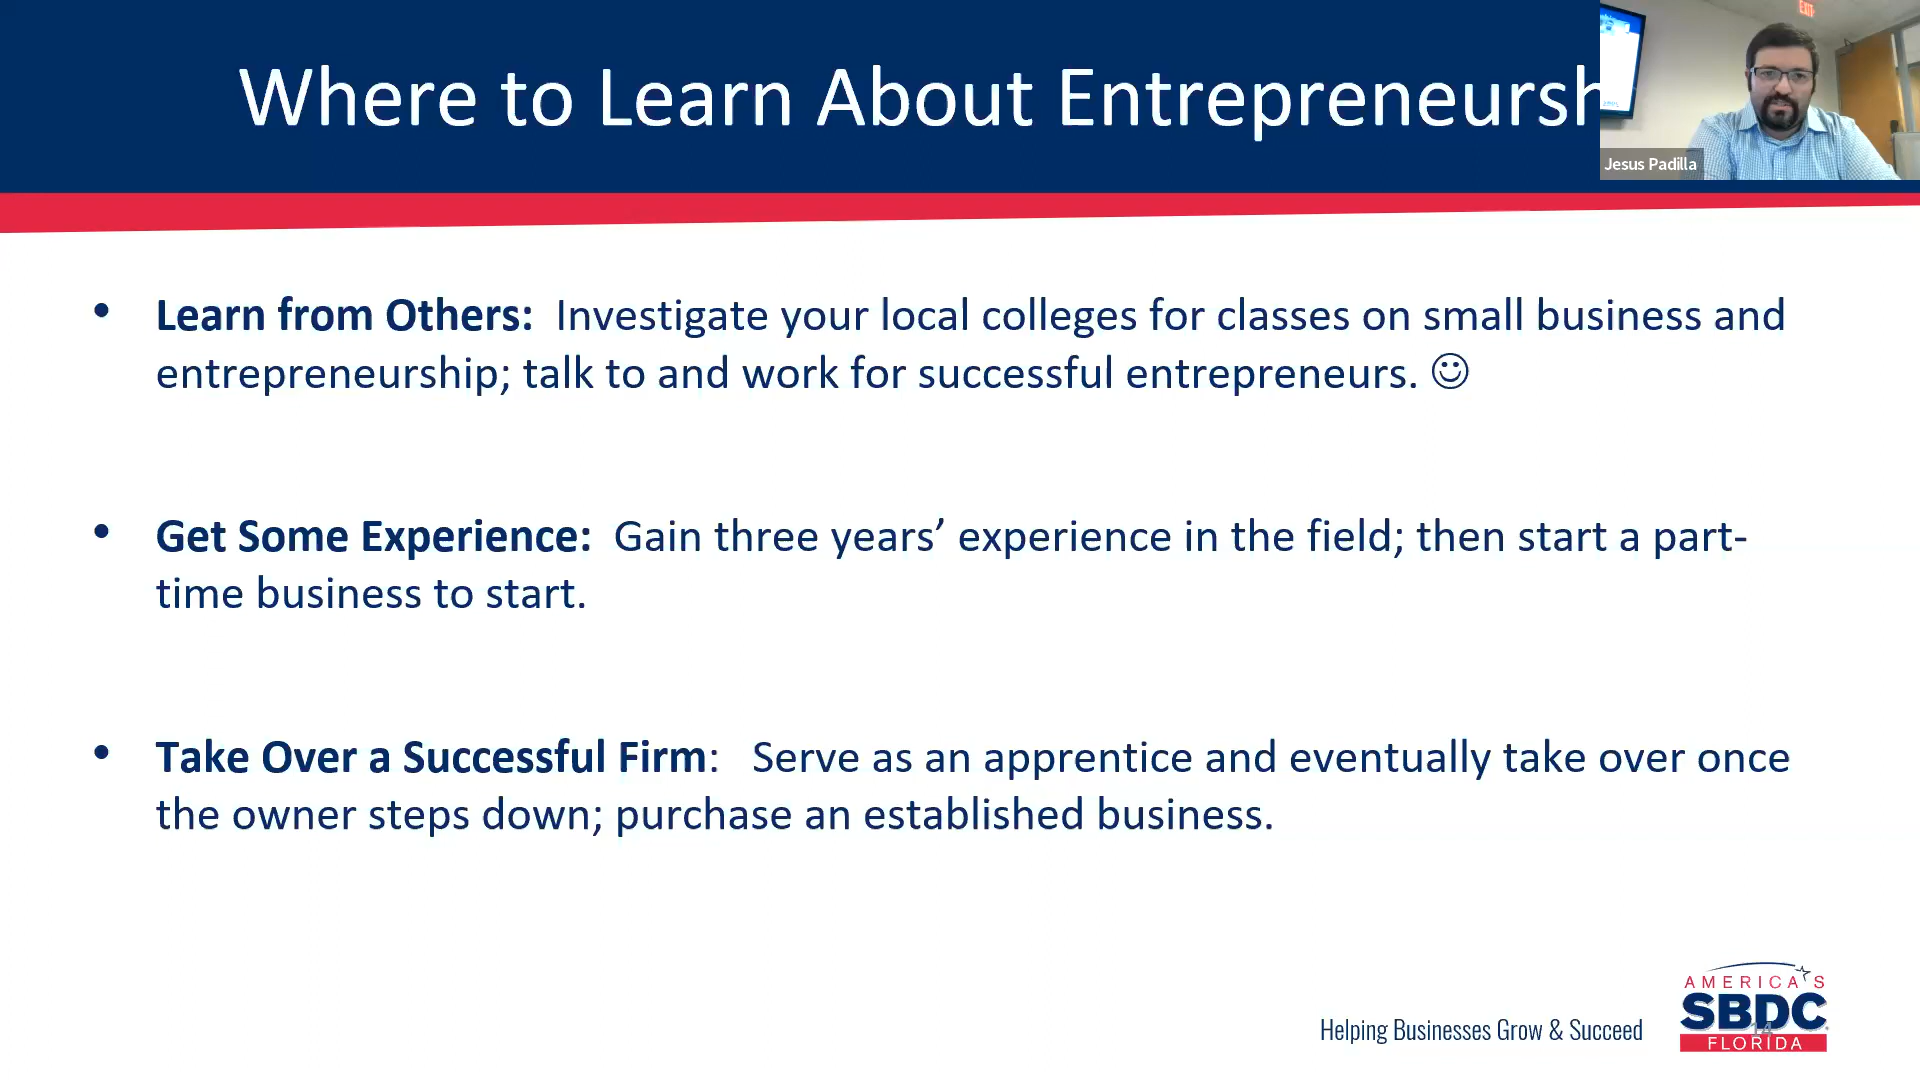 Where to Learn About Entrepreneursh
EXIT
Jesus Padilla
• Learn from Others: Investigate your local colleges for classes on small business and
entrepreneurship; talk to and work for successful entrepreneurs. ☺
• Get Some Experience: Gain three years’ experience in the field; then start a part-
time business to start.
• Take Over a Successful Firm: Serve as an apprentice and eventually take over once
the owner steps down; purchase an established business.
Helping Businesses Grow & Succeed
AMERICA'S
SBDC
14
FLORIDA